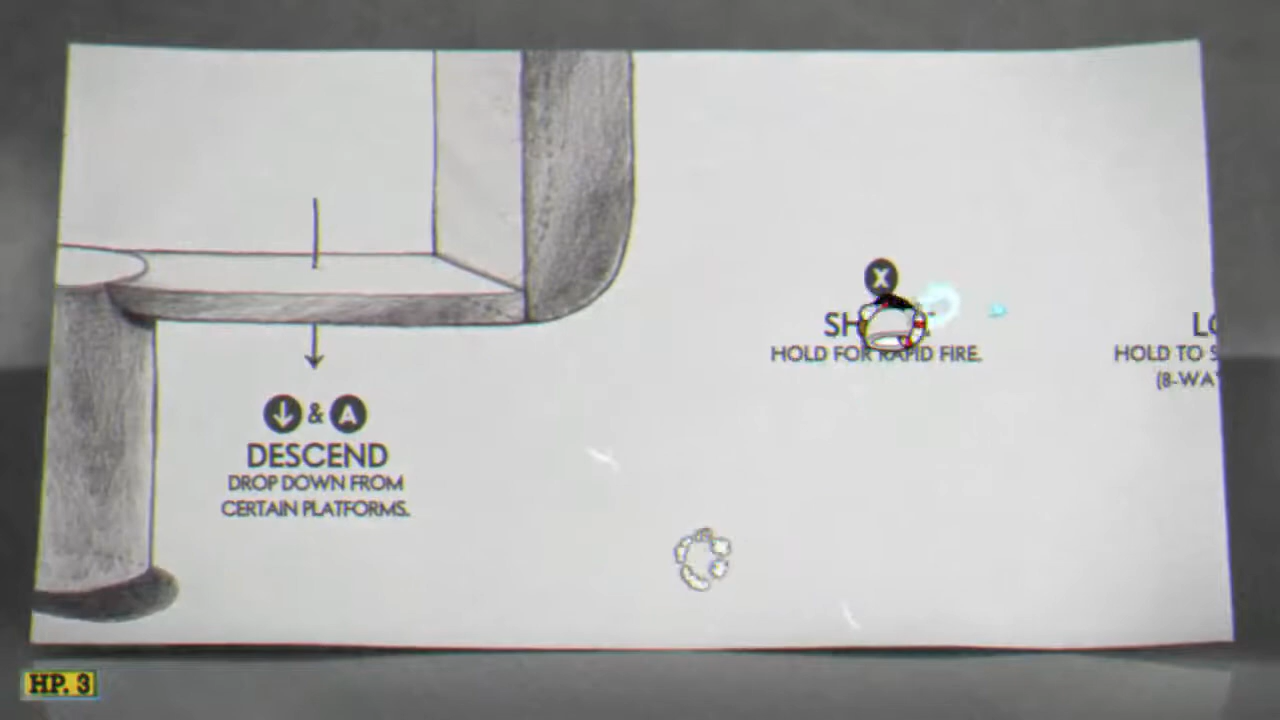 X
HOLD FOR RAPID FIRE.
HOLD TO
(8-WA
↓ & A
DESCEND
DROP DOWN FROM
CERTAIN PLATFORMS.
HP. 3